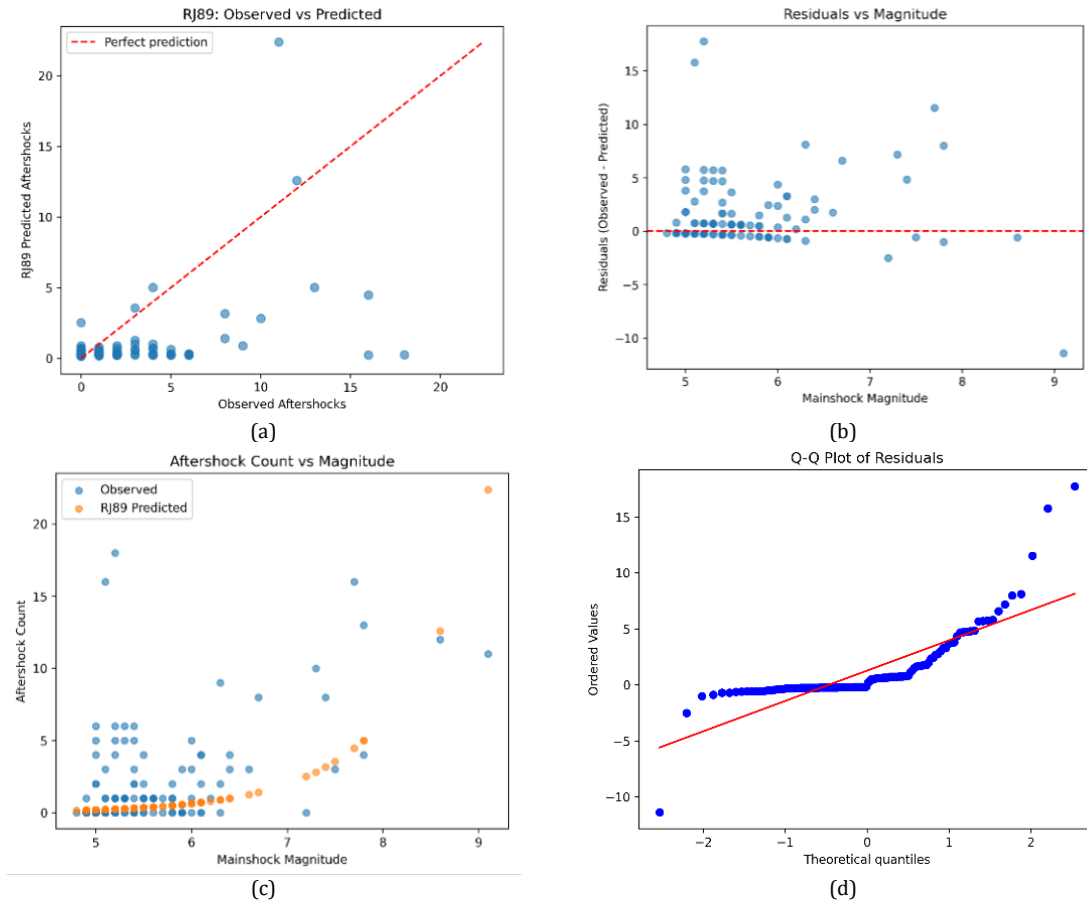 RJ89: Observed vs Predicted
Perfect prediction
RJ89 Predicted Aftershocks
20
15
10
5
0
0
5
10
15
20
Observed Aftershocks
(a)
Residuals vs Magnitude
Residuals (Observed - Predicted)
15
10
5
0
−5
−10
5
6
7
8
9
Mainshock Magnitude
(b)
Aftershock Count vs Magnitude
Observed
RJ89 Predicted
Aftershock Count
20
15
10
5
0
5
6
7
8
9
Mainshock Magnitude
(c)
Q-Q Plot of Residuals
Ordered Values
15
10
5
0
−5
−10
−2
−1
0
1
2
Theoretical quantiles
(d)